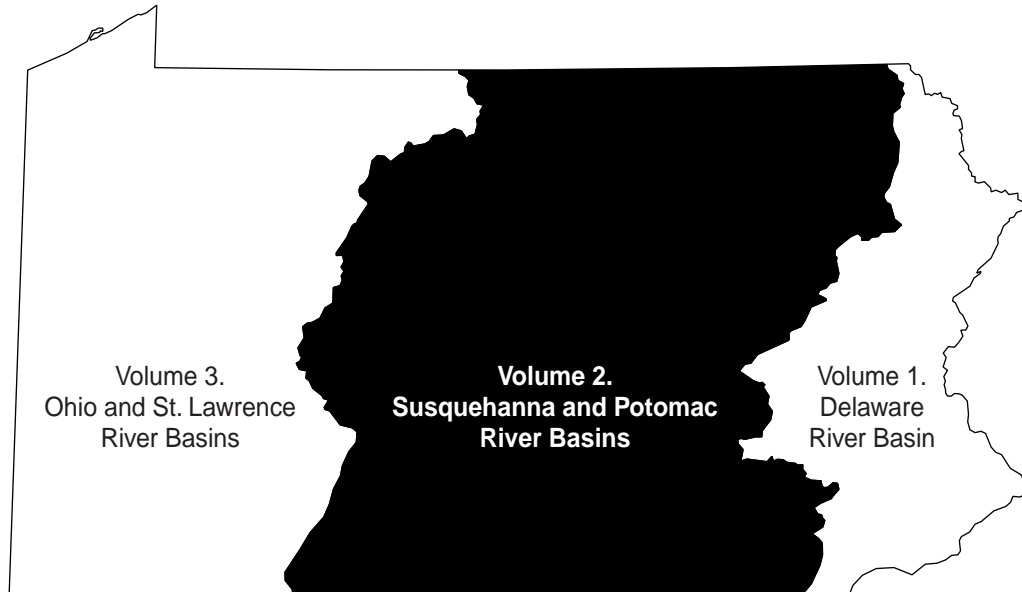 Volume 3.
Ohio and St. Lawrence
River Basins
Volume 2.
Susquehanna and Potomac
River Basins
Volume 1.
Delaware
River Basin